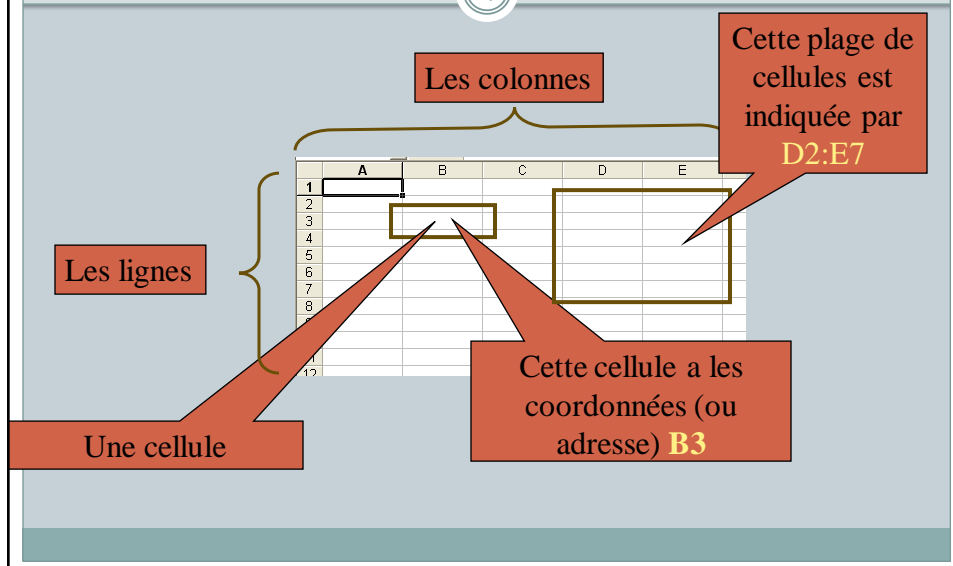 Cette plage de
cellules est
indiquée par
D2:E7
Les colonnes
A B C D E
1
2
3
4
5
6
7
8
12
Les lignes
Cette cellule a les
coordonnées (ou
adresse) B3
Une cellule